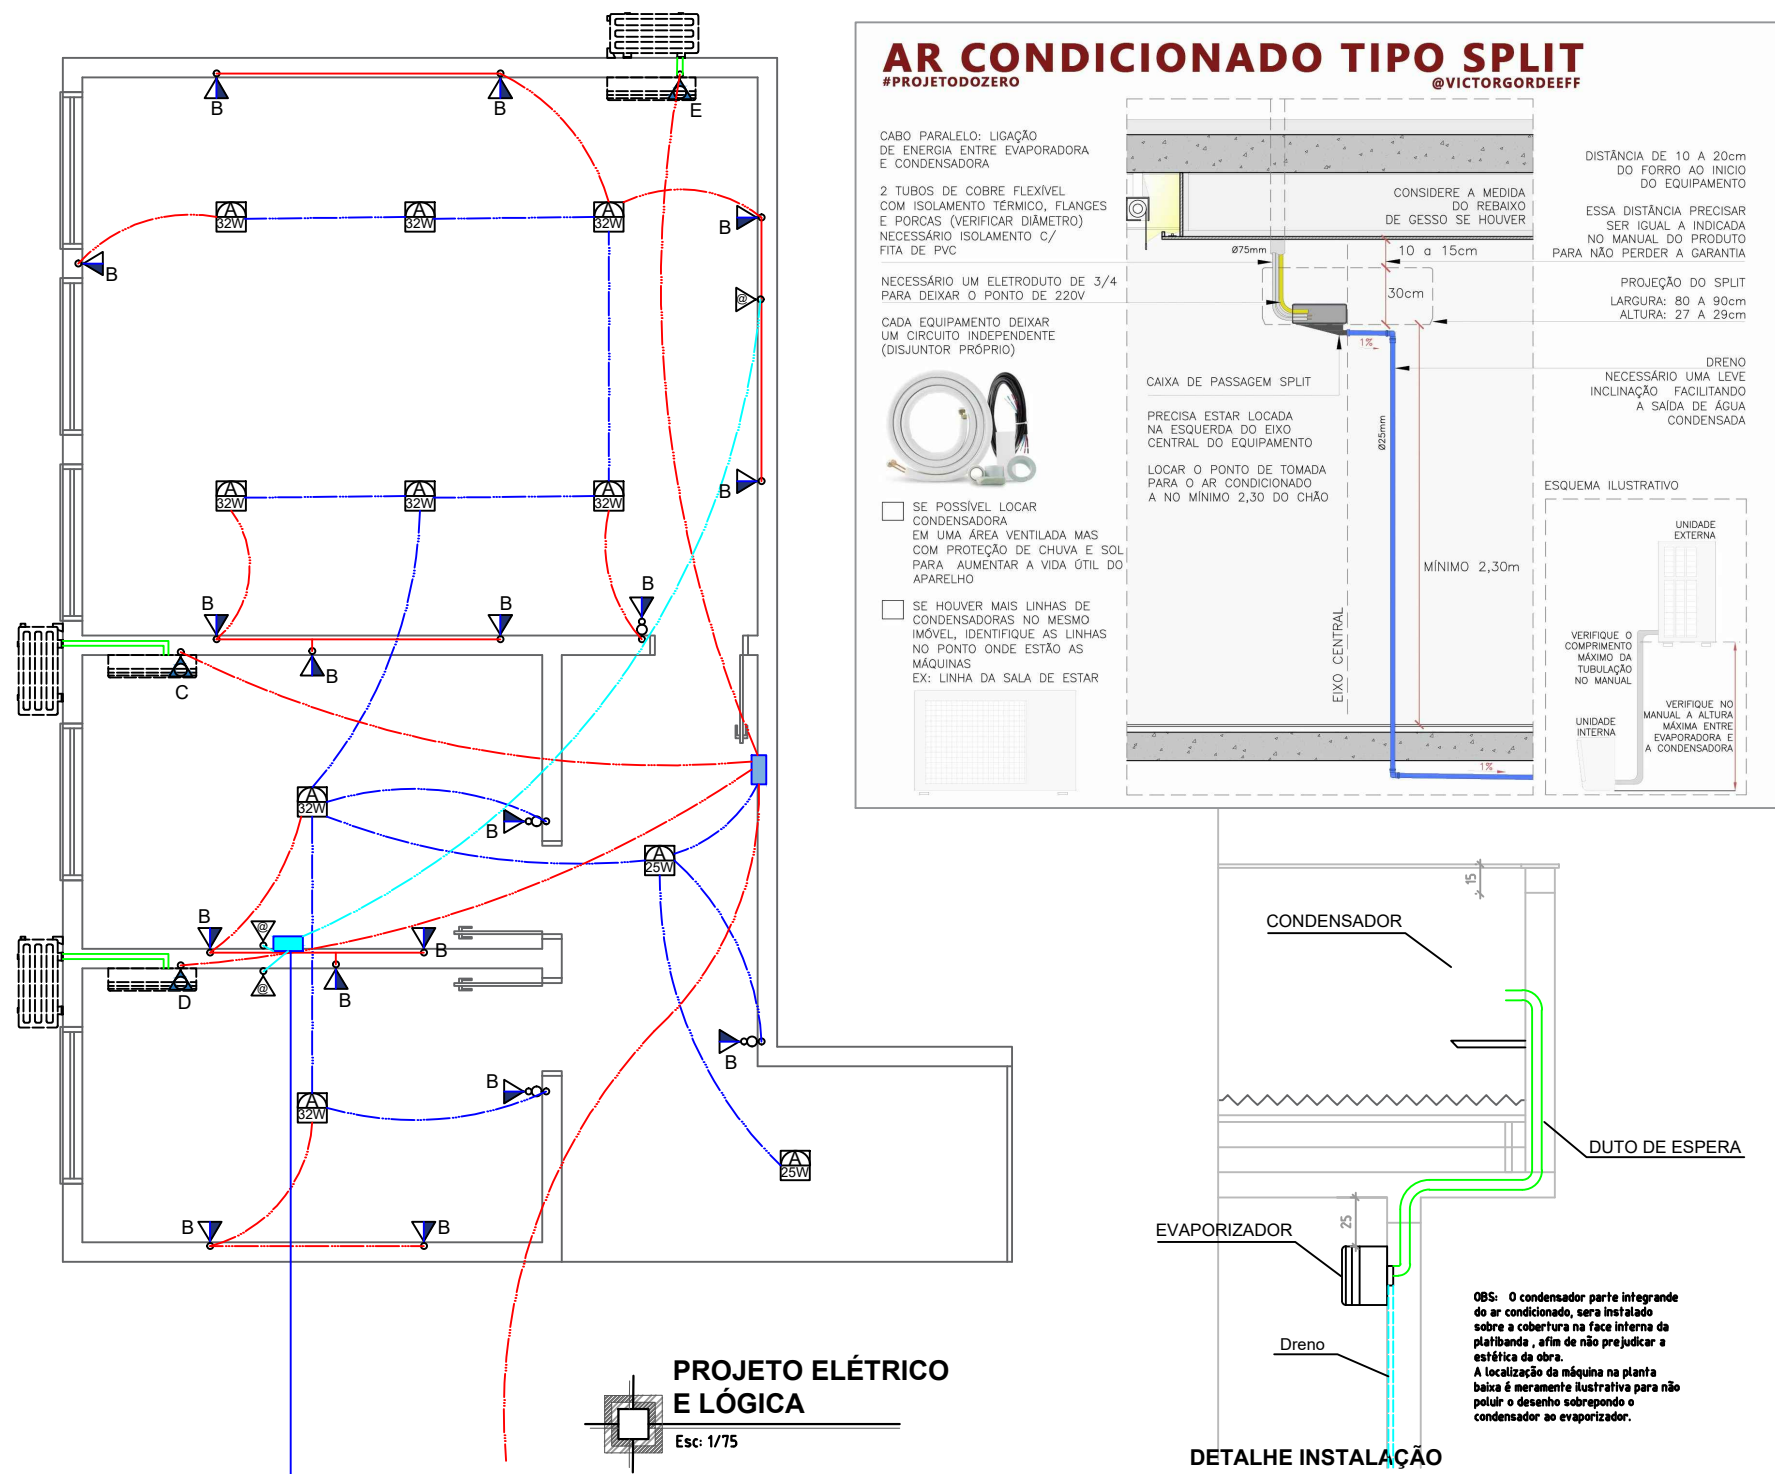 B
B
E
A
32W
A
32W
A
32W
B
B
@
A
32W
A
32W
A
32W
B
B
B
B
B
C
A
32W
B
A
25W
B
@
B
D
@
B
B
B
A
32W
A
25W
B
B
PROJETO ELÉTRICO
E LÓGICA
Esc: 1/75
AR CONDICIONADO TIPO SPLIT
#PROJETODOZERO
@VICTORGORDEEFF
CABO PARALELO: LIGAÇÃO
DE ENERGIA ENTRE EVAPORADORA
E CONDENSADORA
2 TUBOS DE COBRE FLEXÍVEL
COM ISOLAMENTO TÉRMICO, FLANGES
E PORCAS (VERIFICAR DIÂMETRO)
NECESSÁRIO ISOLAMENTO C/
FITA DE PVC
NECESSÁRIO UM ELETRODUTO DE 3/4
PARA DEIXAR O PONTO DE 220V
CADA EQUIPAMENTO DEIXAR
UM CIRCUITO INDEPENDENTE
(DISJUNTOR PRÓPRIO)
SE POSSÍVEL LOCAR
CONDENSADORA
EM UMA ÁREA VENTILADA MAS
COM PROTEÇÃO DE CHUVA E SOL
PARA AUMENTAR A VIDA ÚTIL DO
APARELHO
SE HOUVER MAIS LINHAS DE
CONDENSADORAS NO MESMO
IMÓVEL, IDENTIFIQUE AS LINHAS
NO PONTO ONDE ESTÃO AS
MÁQUINAS
EX: LINHA DA SALA DE ESTAR
CONSIDERE A MEDIDA
DO REBAIXO
DE GESSO SE HOUVER
Ø75mm
10 a 15cm
30cm
1%
CAIXA DE PASSAGEM SPLIT
PRECISA ESTAR LOCADA
NA ESQUERDA DO EIXO
CENTRAL DO EQUIPAMENTO
LOCAR O PONTO DE TOMADA
PARA O AR CONDICIONADO
A NO MÍNIMO 2,30 DO CHÃO
Ø25mm
MÍNIMO 2,30m
EIXO CENTRAL
1%
DISTÂNCIA DE 10 A 20cm
DO FORRO AO INICIO
DO EQUIPAMENTO
ESSA DISTÂNCIA PRECISAR
SER IGUAL A INDICADA
NO MANUAL DO PRODUTO
PARA NÃO PERDER A GARANTIA
PROJEÇÃO DO SPLIT
LARGURA: 80 A 90cm
ALTURA: 27 A 29cm
DRENO
NECESSÁRIO UMA LEVE
INCLINAÇÃO FACILITANDO
A SAÍDA DE ÁGUA
CONDENSADA
ESQUEMA ILUSTRATIVO
UNIDADE
EXTERNA
VERIFIQUE O
COMPRIMENTO
MÁXIMO DA
TUBULAÇÃO
NO MANUAL
UNIDADE
INTERNA
VERIFIQUE NO
MANUAL A ALTURA
MÁXIMA ENTRE
EVAPORADORA E
A CONDENSADORA
15
CONDENSADOR
DUTO DE ESPERA
25
EVAPORIZADOR
Dreno
OBS: O condensador parte integrande
do ar condicionado, sera instalado
sobre a cobertura na face interna da
platibanda , afim de não prejudicar a
estética da obra.
A localização da máquina na planta
baixa é meramente ilustrativa para não
poluir o desenho sobrepondo o
condensador ao evaporizador.
DETALHE INSTALAÇÃO